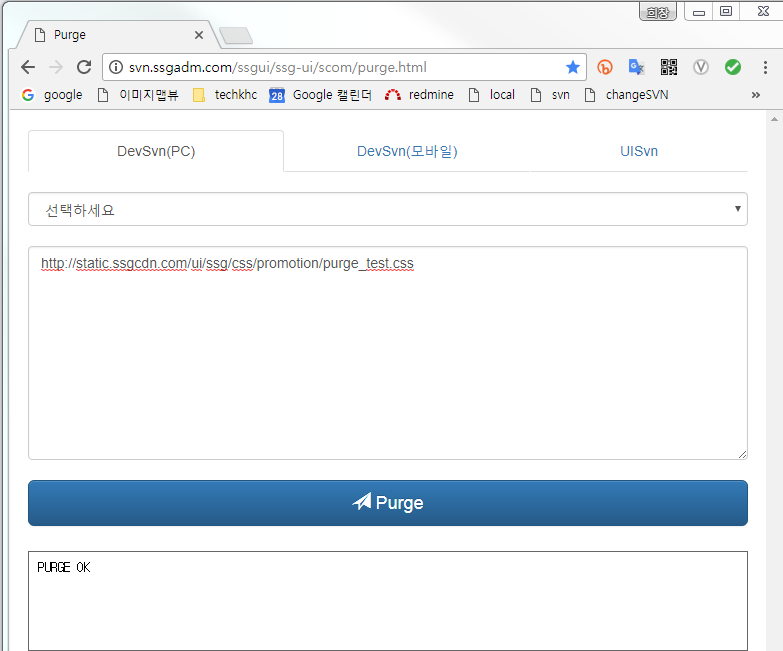 희창
Purge
svn.ssgadm.com/ssgui/ssg-ui/scom/purge.html
google 이미지맵뷰 techkhc 28 Google 캘린더 redmine local svn changeSVN »
DevSvn(PC) DevSvn(모바일) UISvn
선택하세요
http://static.ssgcdn.com/ui/ssg/css/promotion/purge_test.css
Purge
PURGE OK